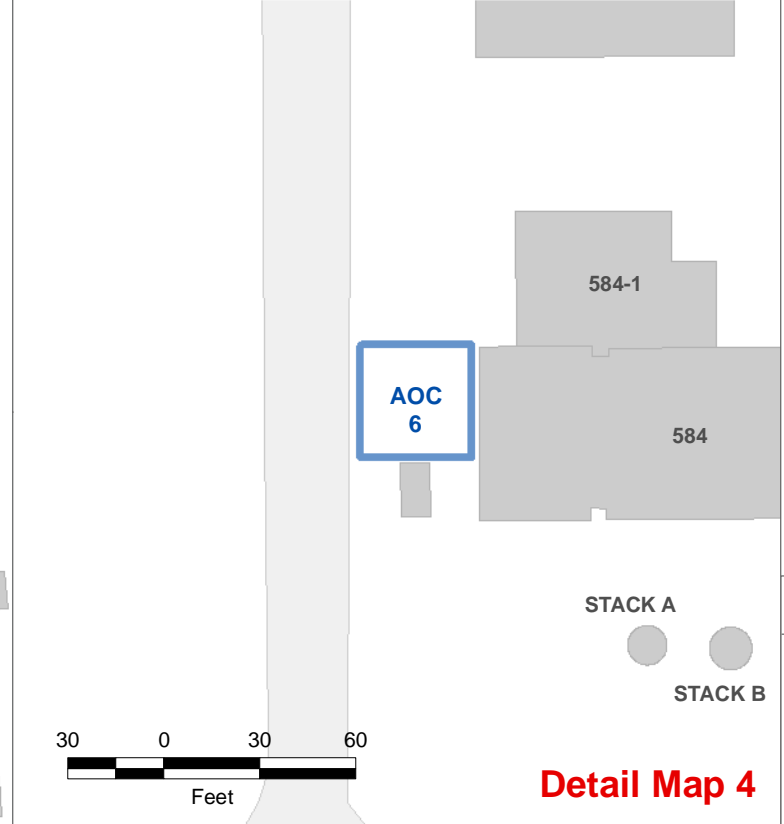 584-1
AOC
6
584
STACK A
STACK B
30 0 30 60
Feet
Detail Map 4